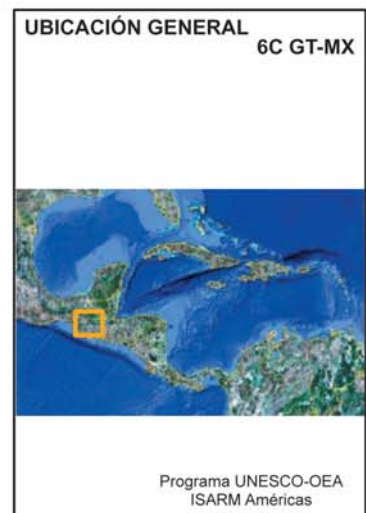 UBICACIÓN GENERAL
6C GT-MX
Programa UNESCO-OEA
ISARM Américas